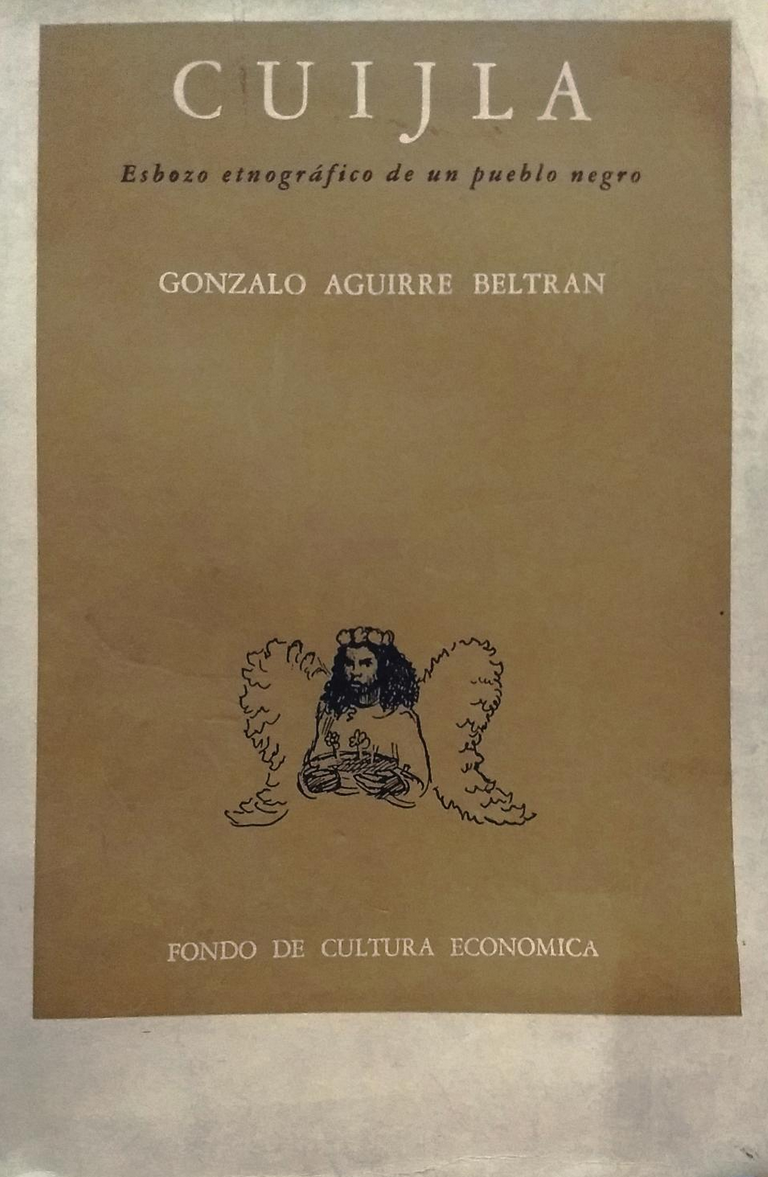 CUIJLA
Esbozo etnográfico de un pueblo negro
GONZALO AGUIRRE BELTRAN
FONDO DE CULTURA ECONOMICA